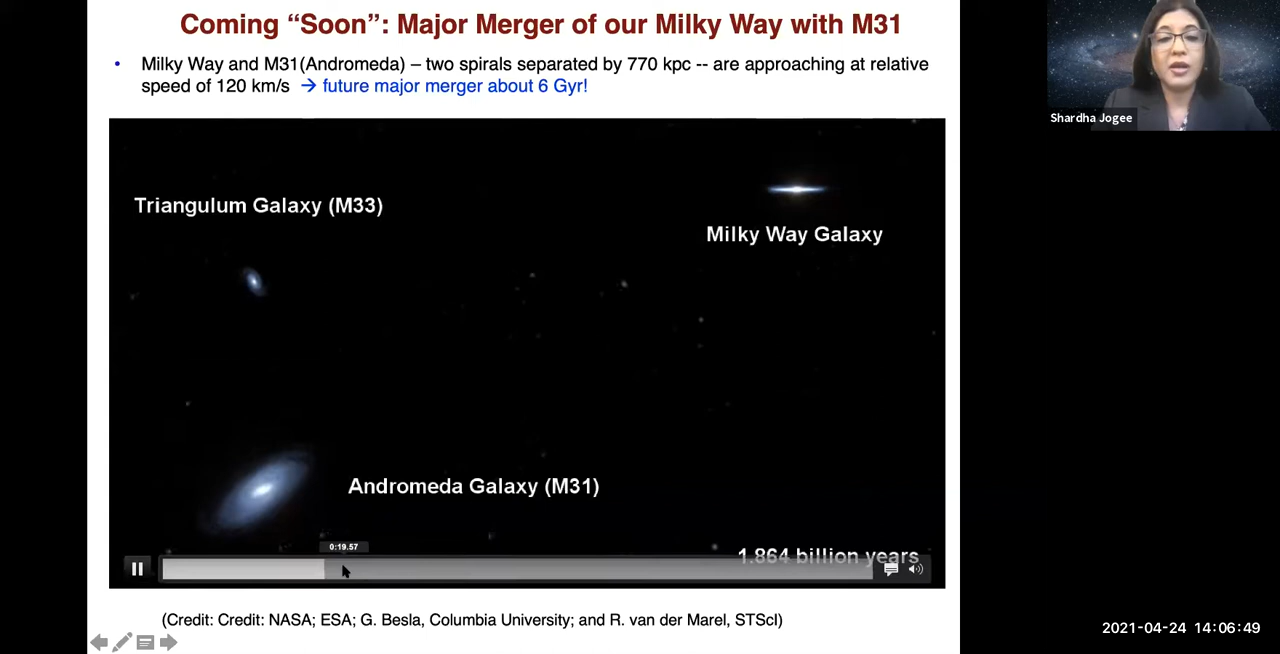 Coming “Soon”: Major Merger of our Milky Way with M31
• Milky Way and M31(Andromeda) – two spirals separated by 770 kpc -- are approaching at relative
speed of 120 km/s → future major merger about 6 Gyr!
Shardha Jogee
Triangulum Galaxy (M33)
Milky Way Galaxy
Andromeda Galaxy (M31)
0:19.57
1.864 billion years
(Credit: Credit: NASA; ESA; G. Besla, Columbia University; and R. van der Marel, STScI)
2021-04-24 14:06:49